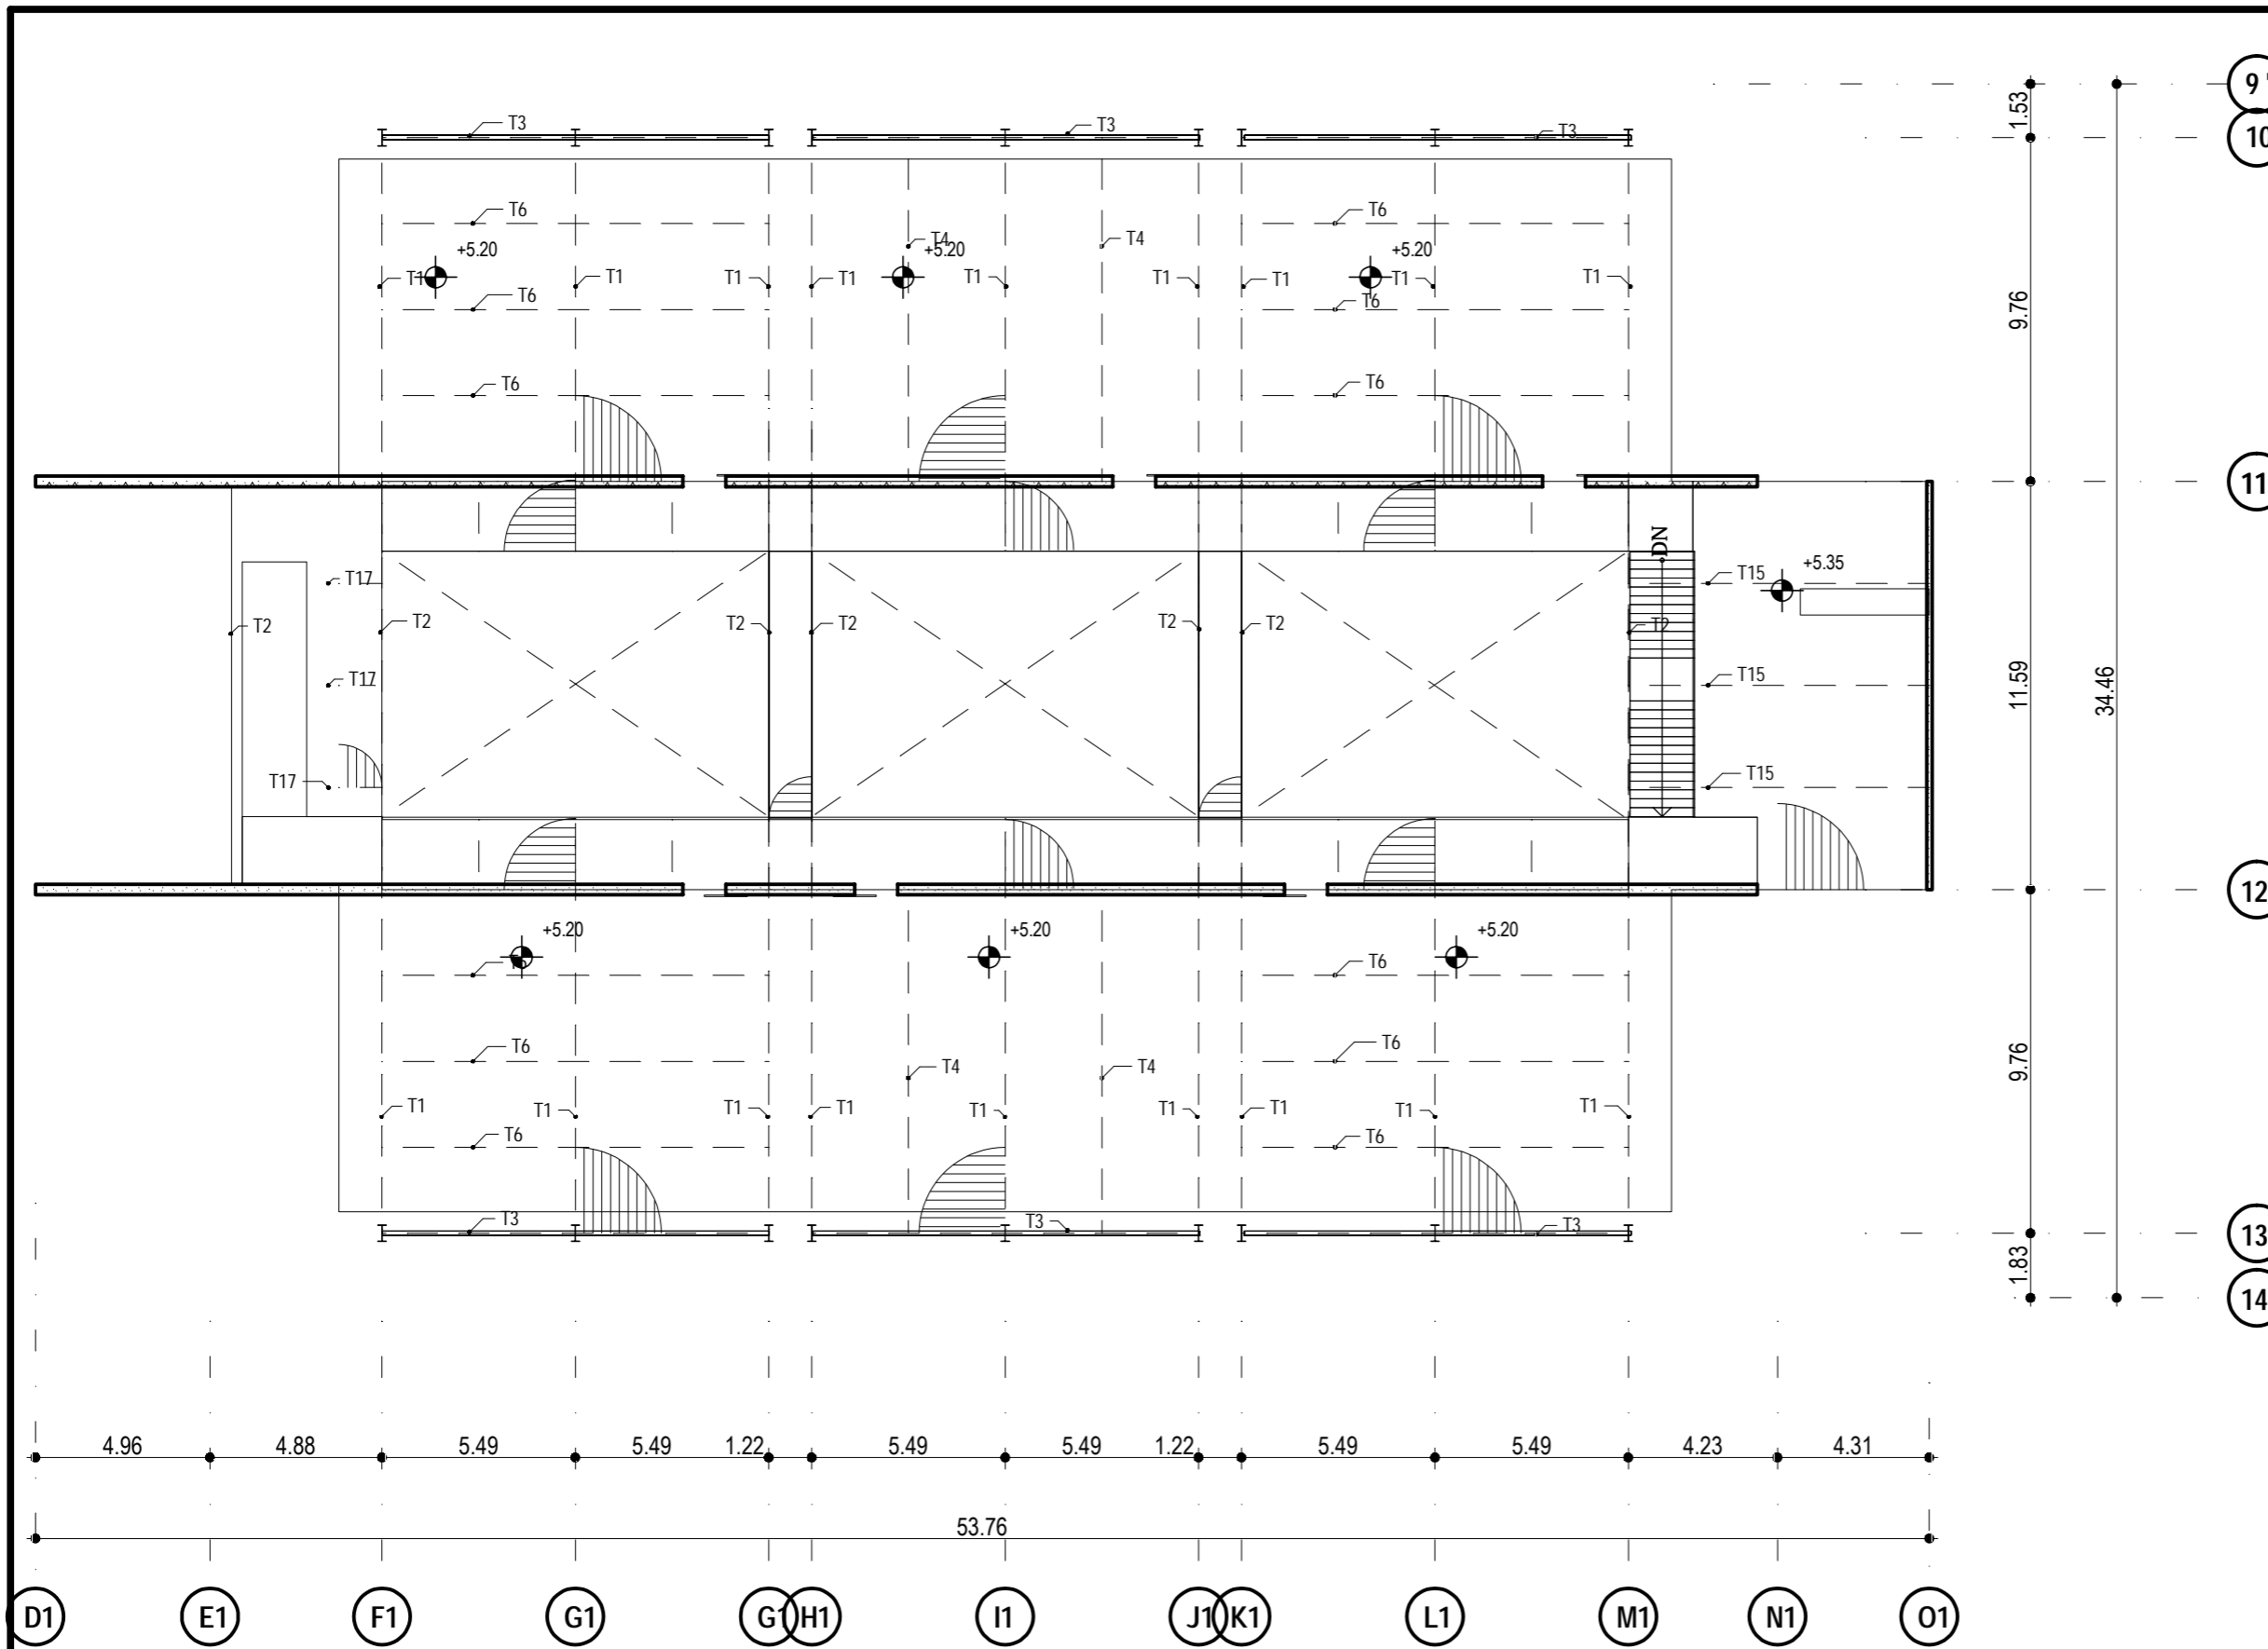 9 '
1.53
T3
T3
T3
10
T6
T6
+5.20
T4
+5.20
T4
+5.20
T1
T1
T1
T1
T1
T1
T1
T1
T1
T6
T6
9.76
T6
T6
11
DN
T17
T15
+5.35
T2
T2
T2
T2
T2
T2
T2
T17
T15
11.59
34.46
T17
T15
12
+5.20
+5.20
+5.20
T6
T6
T6
T4
T4
9.76
T1
T1
T1
T1
T1
T1
T1
T1
T1
T6
T6
T3
T3
T3
13
1.83
14
4.96 4.88 5.49 5.49 1.22 5.49 5.49 1.22 5.49 5.49 4.23 4.31
53.76
D1 E1 F1 G1 G1 H1 I1 J1 K1 L1 M1 N1 O1